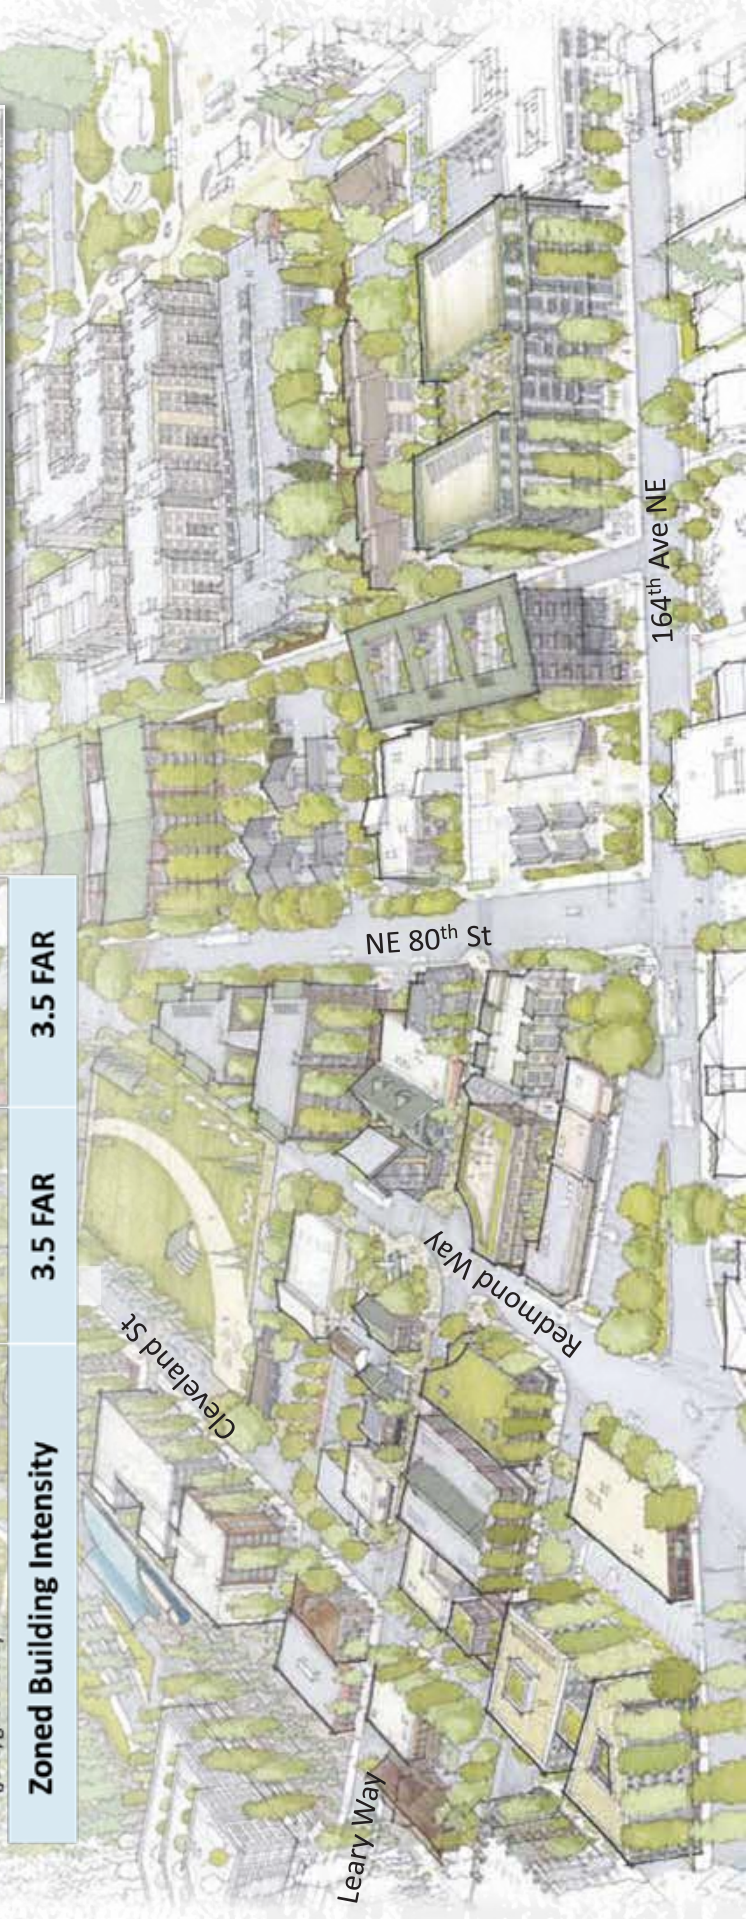 Zoned Building Intensity 3.5 FAR 3.5 FAR
Leary Way
Cleveland St
Redmond Way
NE 80th St
164th Ave NE